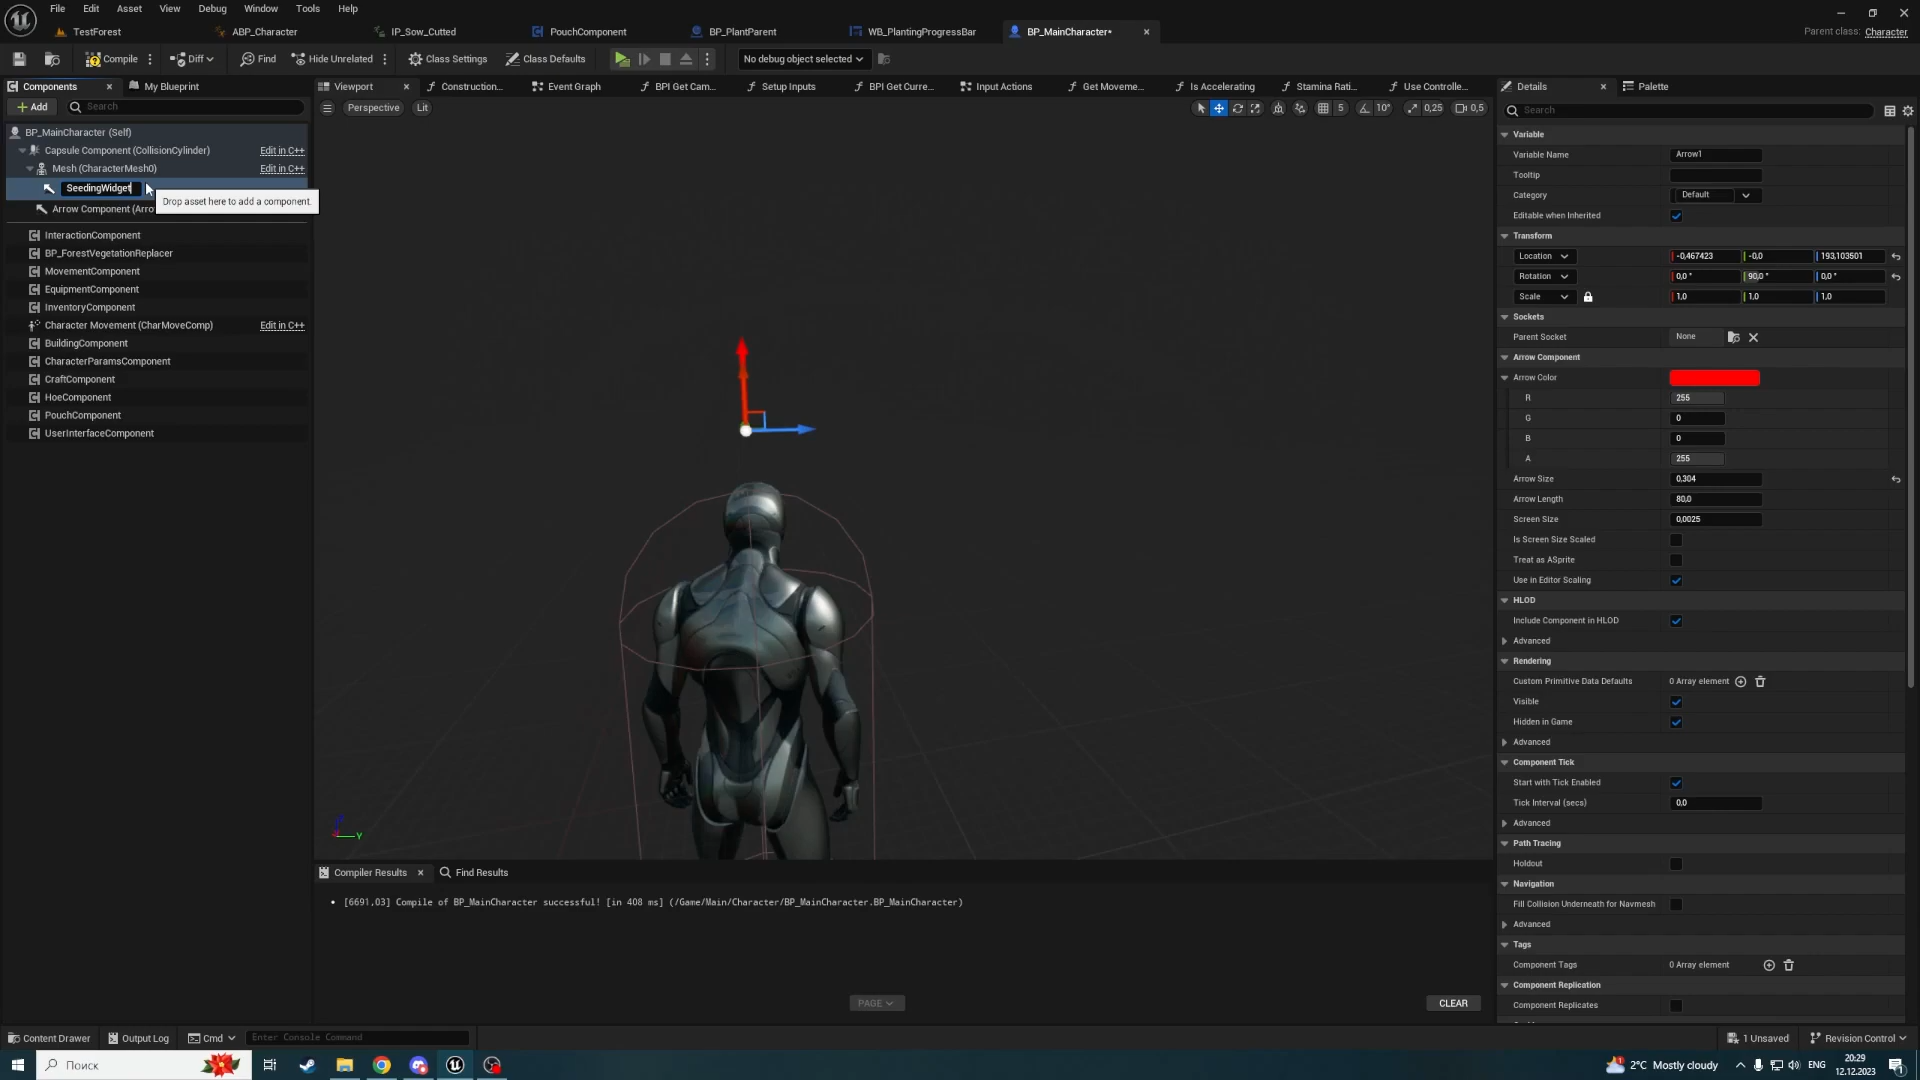 File Edit Asset View Debug Window Tools Help
TestForest ABP_Character IP_Sow_Cutted PouchComponent BP_PlantParent WB_PlantingProgressBar BP_MainCharacter* Parent class: Character
Compile Diff Find Hide Unrelated Class Settings Class Defaults No debug object selected
Components My Blueprint Viewport Construction... Event Graph BPI Get Cam... Setup Inputs BPI Get Curre... Input Actions Get Moveme... Is Accelerating Stamina Rati... Use Controlle... Details Palette
Add Search Perspective Lit 5 10° 0,25 0,5 Search
BP_MainCharacter (Self)
Capsule Component (CollisionCylinder) Edit in C++
Mesh (CharacterMesh0) Edit in C++
SeedingWidget
Drop asset here to add a component.
Arrow Component (Arro
InteractionComponent
BP_ForestVegetationReplacer
MovementComponent
EquipmentComponent
InventoryComponent
Character Movement (CharMoveComp) Edit in C++
BuildingComponent
CharacterParamsComponent
CraftComponent
HoeComponent
PouchComponent
UserInterfaceComponent
Y
Variable
Variable Name Arrow1
Tooltip
Category Default
Editable when Inherited
Transform
Location -0,467423 -0,0 193,103501
Rotation 0,0 ° 90,0 ° 0,0 °
Scale 1,0 1,0 1,0
Sockets
Parent Socket None
Arrow Component
Arrow Color
R 255
G 0
B 0
A 255
Arrow Size 0,304
Arrow Length 80,0
Screen Size 0,0025
Is Screen Size Scaled
Treat as ASprite
Use in Editor Scaling
HLOD
Include Component in HLOD
Advanced
Rendering
Custom Primitive Data Defaults 0 Array element
Visible
Hidden in Game
Advanced
Component Tick
Start with Tick Enabled
Tick Interval (secs) 0,0
Advanced
Path Tracing
Holdout
Navigation
Fill Collision Underneath for Navmesh
Advanced
Tags
Component Tags 0 Array element
Component Replication
Component Replicates
Compiler Results Find Results
[6691,03] Compile of BP_MainCharacter successful! [in 408 ms] (/Game/Main/Character/BP_MainCharacter.BP_MainCharacter)
PAGE CLEAR
Content Drawer Output Log Cmd Enter Console Command 1 Unsaved Revision Control
Поиск 2°C Mostly cloudy ENG 20:29
12.12.2023